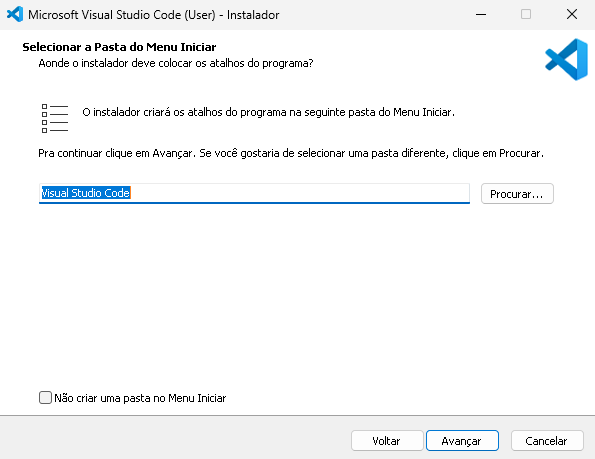 Microsoft Visual Studio Code (User) - Instalador
Selecionar a Pasta do Menu Iniciar
Aonde o instalador deve colocar os atalhos do programa?
O instalador criará os atalhos do programa na seguinte pasta do Menu Iniciar.
Pra continuar clique em Avançar. Se você gostaria de selecionar uma pasta diferente, clique em Procurar.
Visual Studio Code
Procurar...
Não criar uma pasta no Menu Iniciar
Voltar
Avançar
Cancelar